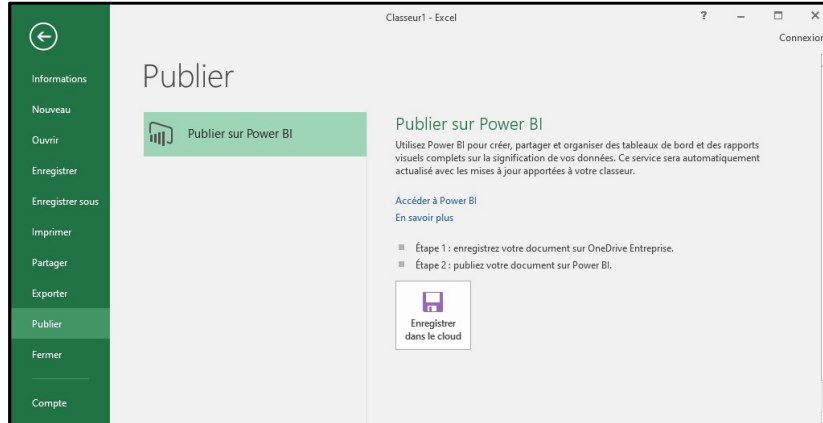 Classeur1 - Excel
?
Connexion
Informations
Nouveau
Ouvrir
Enregistrer
Enregistrer sous
Imprimer
Partager
Exporter
Publier
Fermer
Compte
Publier
Publier sur Power BI
Publier sur Power BI
Utilisez Power BI pour créer, partager et organiser des tableaux de bord et des rapports
visuels complets sur la signification de vos données. Ce service sera automatiquement
actualisé avec les mises à jour apportées à votre classeur.
Accéder à Power BI
En savoir plus
Étape 1 : enregistrez votre document sur OneDrive Entreprise.
Étape 2 : publiez votre document sur Power BI.
Enregistrer
dans le cloud